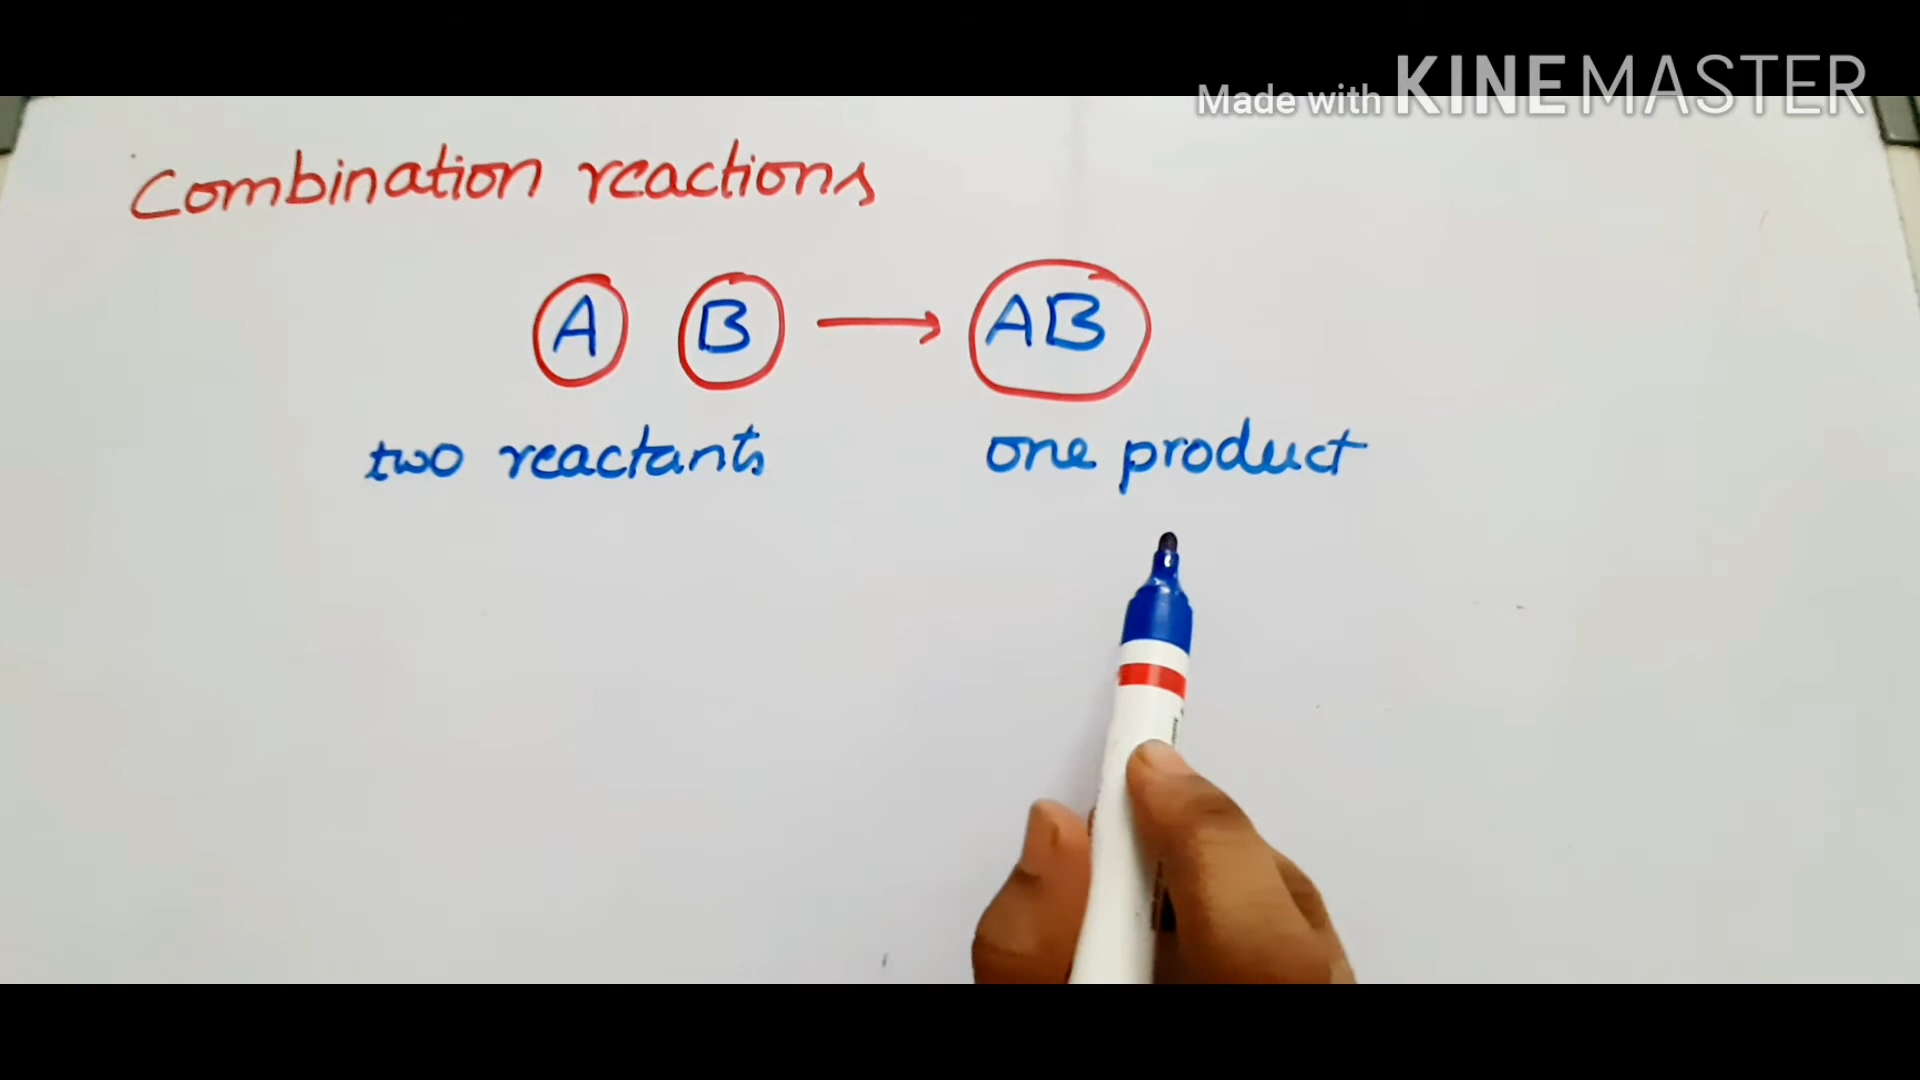 Made with KINEMASTER
Combination reactions
A B → AB
two reactants one product